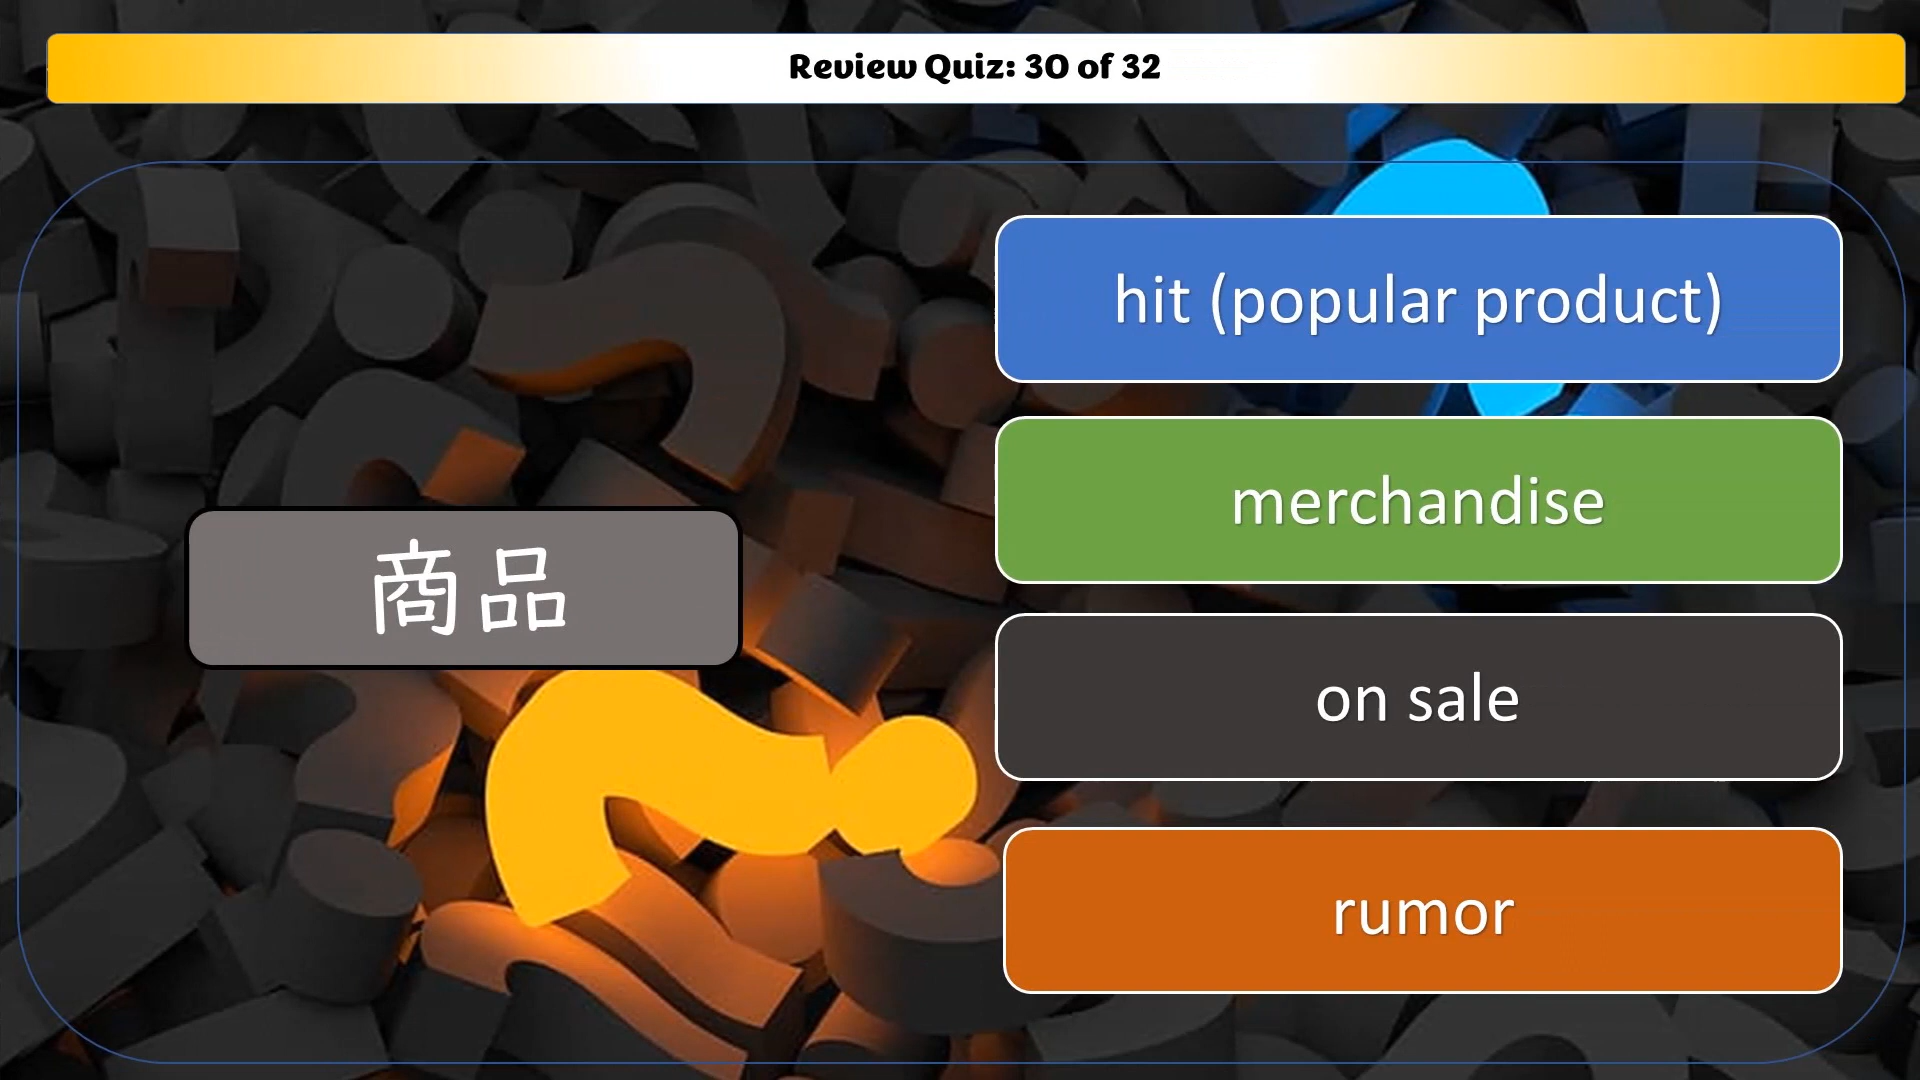 Review Quiz: 30 of 32
商品
hit (popular product)
merchandise
on sale
rumor